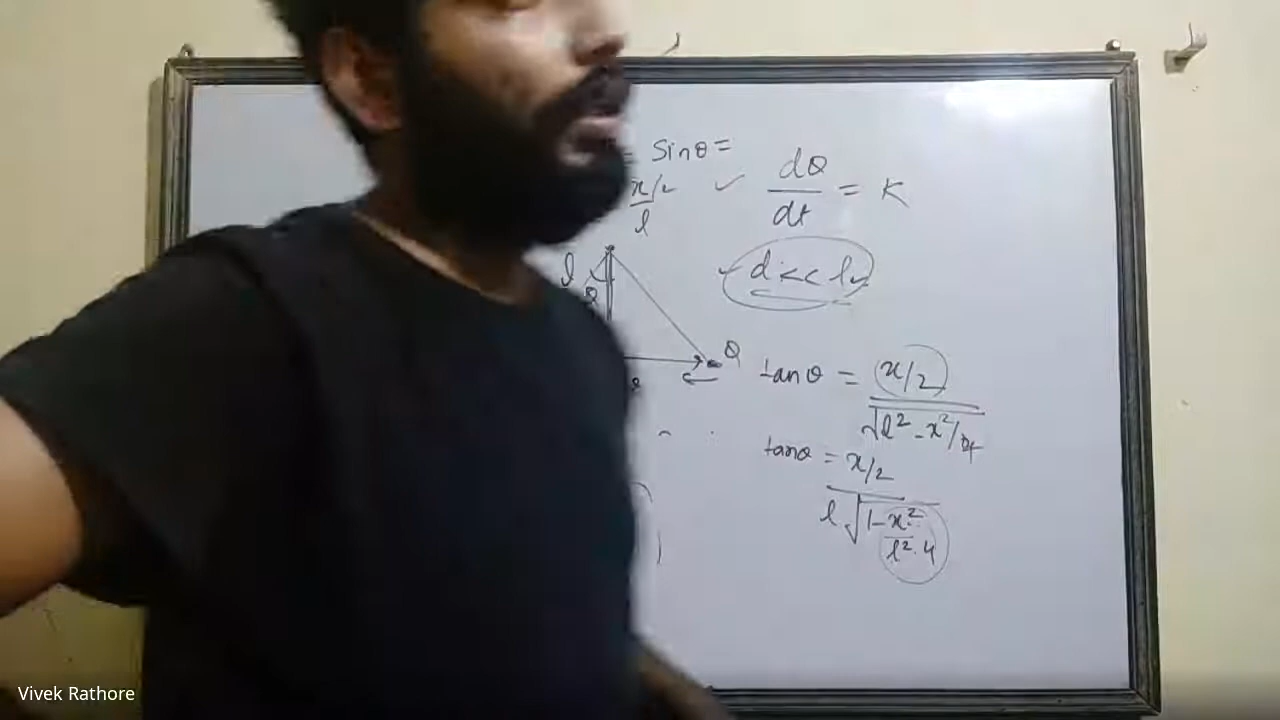 = Sinθ =
x/2
l
✓ dθ/dt = K
d << l
l
θ
Q
tanθ = x/2
√l² - x²/4
tanθ = x/2
l √1 - x²
l² . 4
Vivek Rathore